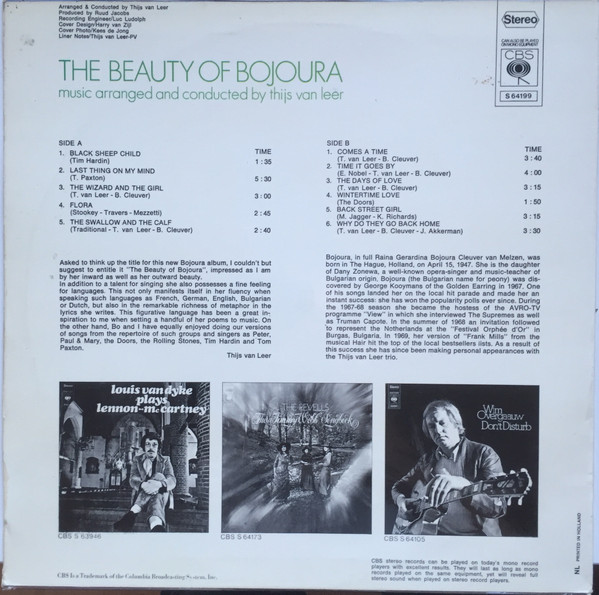 Arranged & Conducted by Thijs van Leer
Produced by Ruud Jacobs
Recording Engineer/Luc Ludolph
Cover Design/Harry van Zijl
Cover Photo/Kees de Jong
Liner Notes/Thijs van Leer-PV
Stereo
CAN ALSO BE PLAYED
ON MONO EQUIPMENT
CBS
S 64199
THE BEAUTY OF BOJOURA
music arranged and conducted by thijs van leer
SIDE A
1. BLACK SHEEP CHILD TIME
(Tim Hardin) 1 : 35
2. LAST THING ON MY MIND
(T. Paxton) 5 : 30
3. THE WIZARD AND THE GIRL
(T. van Leer - B. Cleuver) 3 : 00
4. FLORA
(Stookey - Travers - Mezzetti) 2 : 45
5. THE SWALLOW AND THE CALF
(Traditional - T. van Leer - B. Cleuver) 2 : 40
SIDE B
1. COMES A TIME TIME
(T. van Leer - B. Cleuver) 3 : 40
2. TIME IT GOES BY
(E. Nobel - T. van Leer - B. Cleuver) 4 : 00
3. THE DAYS OF LOVE
(T. van Leer - B. Cleuver) 3 : 15
4. WINTERTIME LOVE
(The Doors) 1 : 50
5. BACK STREET GIRL
(M. Jagger - K. Richards) 3 : 15
6. WHY DO THEY GO BACK HOME
(T. van Leer - B. Cleuver - J. Akkerman) 3 : 30
Asked to think up the title for this new Bojoura album, I couldn't but
suggest to entitle it "The Beauty of Bojoura", impressed as I am
by her inward as well as her outward beauty.
In addition to a talent for singing she also possesses a fine feeling
for languages. This not only manifests itself in her fluency when
speaking such languages as French, German, English, Bulgarian
or Dutch, but also in the remarkable richness of metaphor in the
lyrics she writes. This figurative language has been a great in-
spiration to me when setting a handful of her poems to music. On
the other hand, Bo and I have equally enjoyed doing our versions
of songs from the repertoire of such groups and singers as Peter,
Paul & Mary, the Doors, the Rolling Stones, Tim Hardin and Tom
Paxton.
Thijs van Leer
Bojoura, in full Raina Gerardina Bojoura Cleuver van Melzen, was
born in The Hague, Holland, on April 15, 1947. She is the daughter
of Dany Zonewa, a well-known opera-singer and music-teacher of
Bulgarian origin. Bojoura (the Bulgarian name for peony) was dis-
covered by George Kooymans of the Golden Earring in 1967. One
of his songs landed her on the local hit parade and made her an
instant success: she has won the popularity polls ever since. During
the 1967-68 season she became the hostess of the AVRO-TV
programme "View" in which she interviewed The Supremes as well
as Truman Capote. In the summer of 1968 an invitation followed
to represent the Netherlands at the "Festival Orphée d'Or" in
Burgas, Bulgaria. In 1969, her version of "Frank Mills" from the
musical Hair hit the top of the local bestsellers lists. As a result of
this success she has since been making personal appearances with
the Thijs van Leer trio.
louis van dyke
plays
lennon-mccartney
CBS S 63946
THE REVELLS
CBS S 64173
Wim
Overgaauw
Don't Disturb
CBS S 64105
CBS Is a Trademark of the Columbia Broadcasting System, Inc.
CBS stereo records can be played on today's mono record
players with excellent results. They will last as long as mono
records played on the same equipment, yet will reveal full
stereo sound when played on stereo record players.
NL PRINTED IN HOLLAND